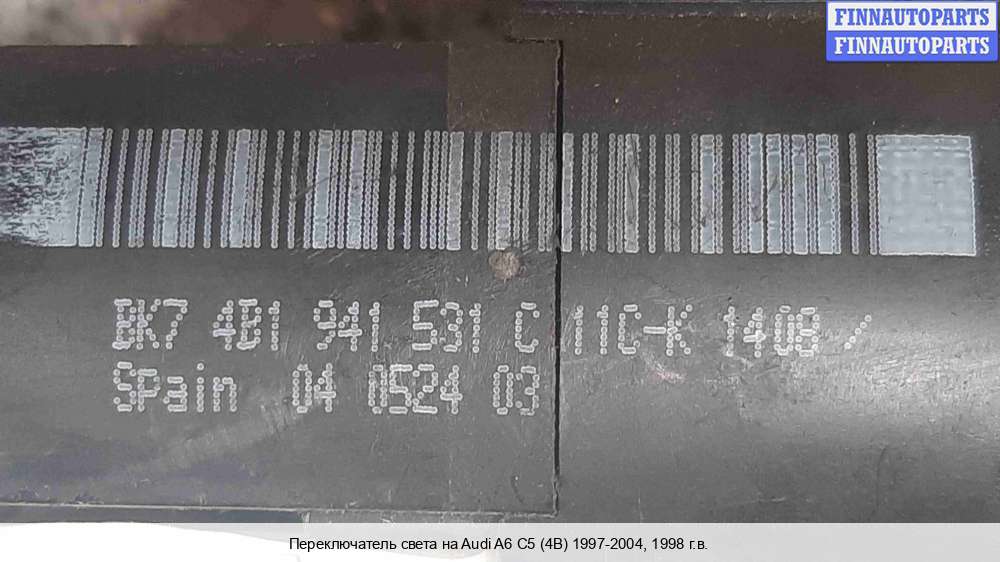 FINNAUTOPARTS
FINNAUTOPARTS
BK7 4B1 941 531 C 11C-K 1408 /
SPain 04 0524 03
Переключатель света на Audi A6 C5 (4B) 1997-2004, 1998 г.в.